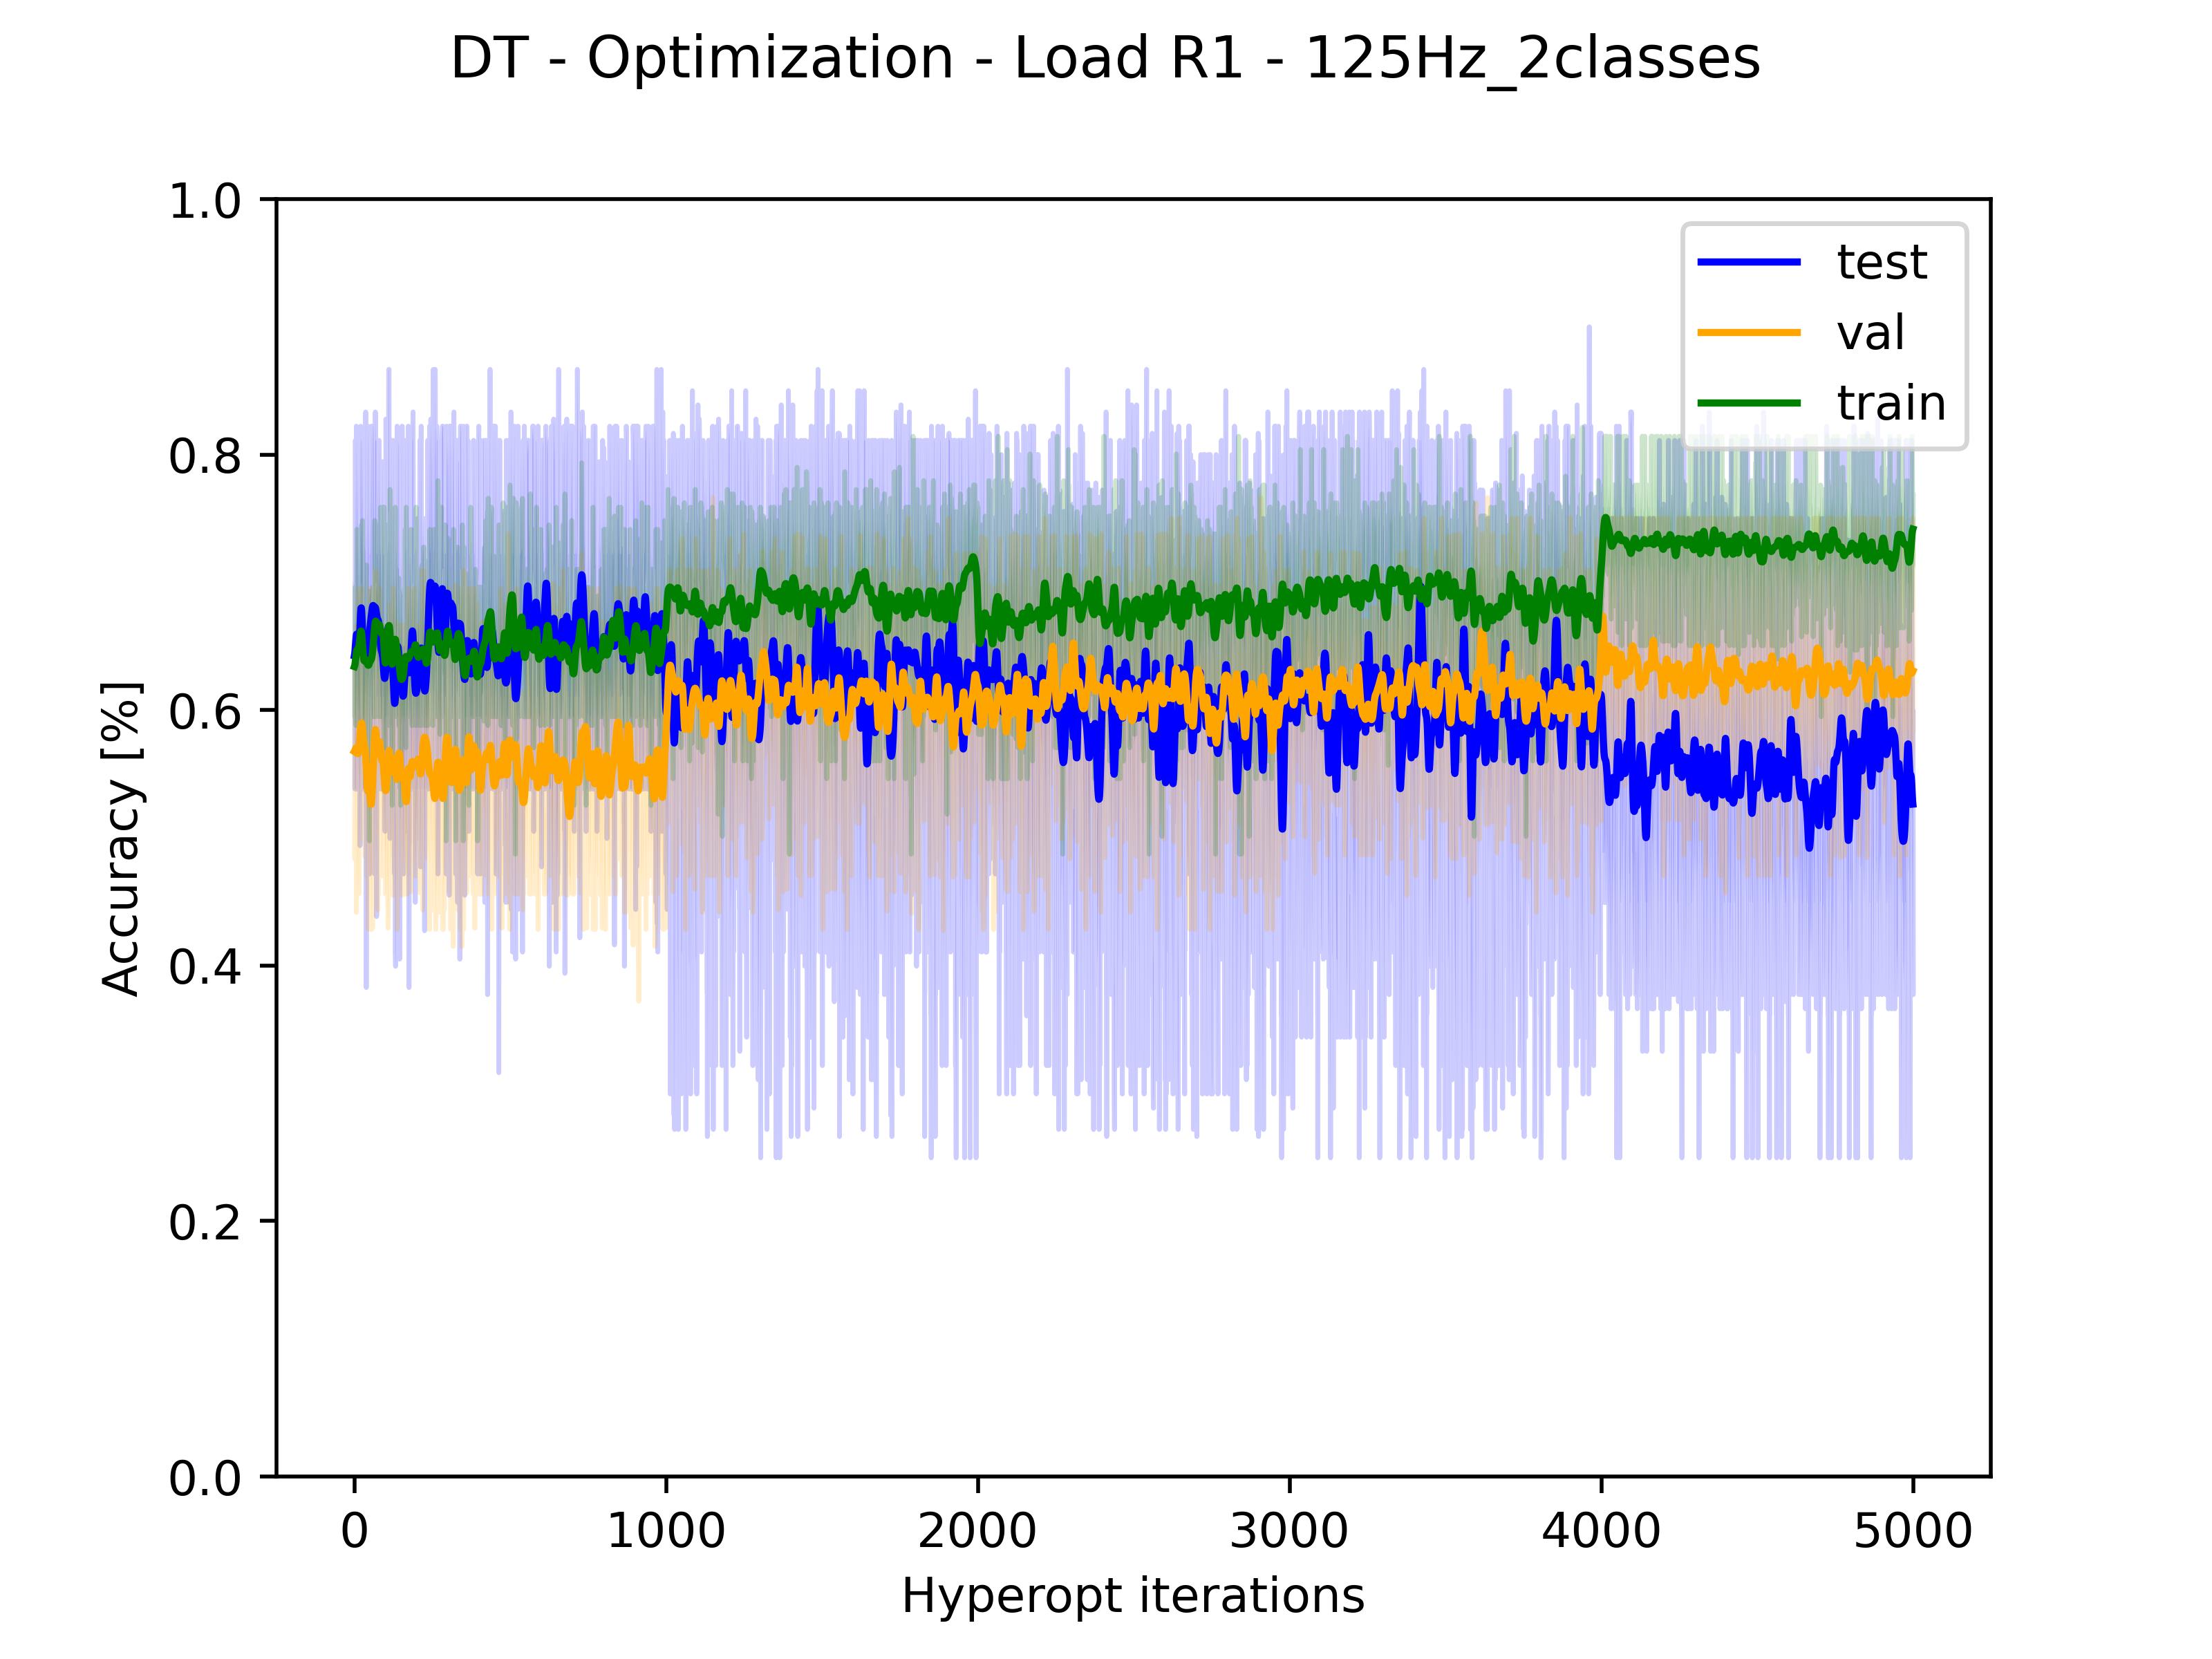 DT - Optimization - Load R1 - 125Hz_2classes
1.0
0.8
0.6
0.4
0.2
0.0
Accuracy [%]
test
val
train
0 1000 2000 3000 4000 5000
Hyperopt iterations